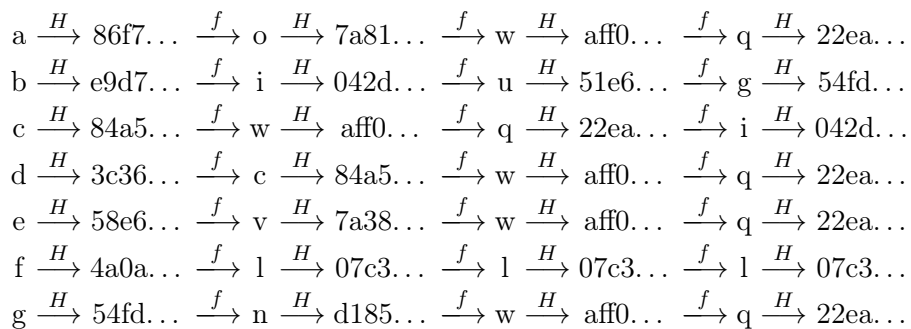 a H→ 86f7… f→ o H→ 7a81… f→ w H→ aff0… f→ q H→ 22ea…
b H→ e9d7… f→ i H→ 042d… f→ u H→ 51e6… f→ g H→ 54fd…
c H→ 84a5… f→ w H→ aff0… f→ q H→ 22ea… f→ i H→ 042d…
d H→ 3c36… f→ c H→ 84a5… f→ w H→ aff0… f→ q H→ 22ea…
e H→ 58e6… f→ v H→ 7a38… f→ w H→ aff0… f→ q H→ 22ea…
f H→ 4a0a… f→ l H→ 07c3… f→ l H→ 07c3… f→ l H→ 07c3…
g H→ 54fd… f→ n H→ d185… f→ w H→ aff0… f→ q H→ 22ea…